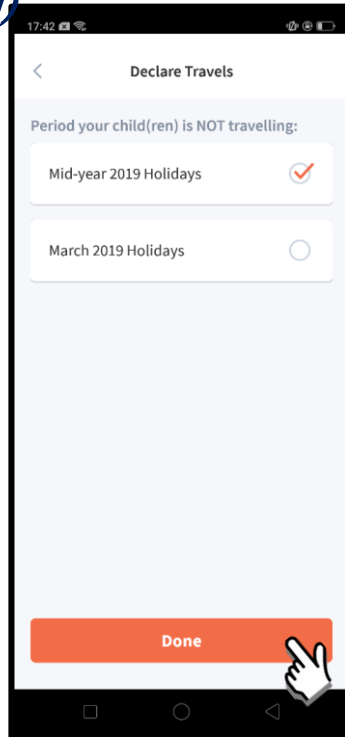 17:42
Declare Travels
Period your child(ren) is NOT travelling:
Mid-year 2019 Holidays
March 2019 Holidays
Done